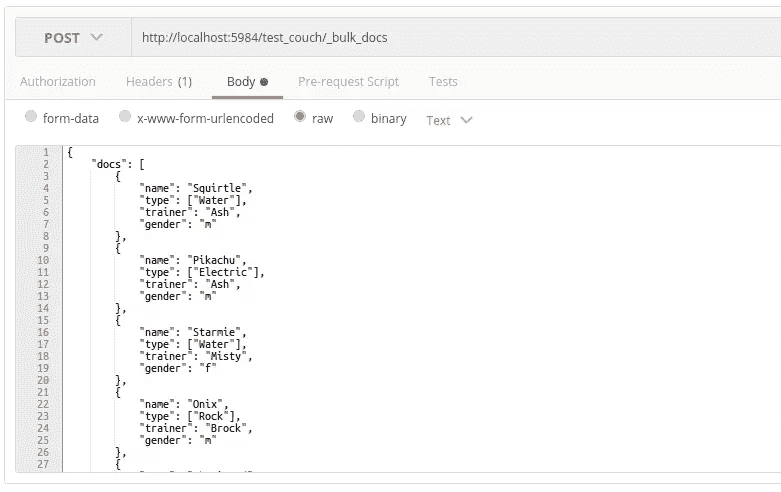 POST http://localhost:5984/test_couch/_bulk_docs
Authorization Headers (1) Body Pre-request Script Tests
form-data x-www-form-urlencoded raw binary Text
1 {
2 "docs": [
3 {
4 "name": "Squirtle",
5 "type": ["Water"],
6 "trainer": "Ash",
7 "gender": "m"
8 },
9 {
10 "name": "Pikachu",
11 "type": ["Electric"],
12 "trainer": "Ash",
13 "gender": "m"
14 },
15 {
16 "name": "Starmie",
17 "type": ["Water"],
18 "trainer": "Misty",
19 "gender": "f"
20 },
21 {
22 "name": "Onix",
23 "type": ["Rock"],
24 "trainer": "Brock",
25 "gender": "m"
26 },
27 {